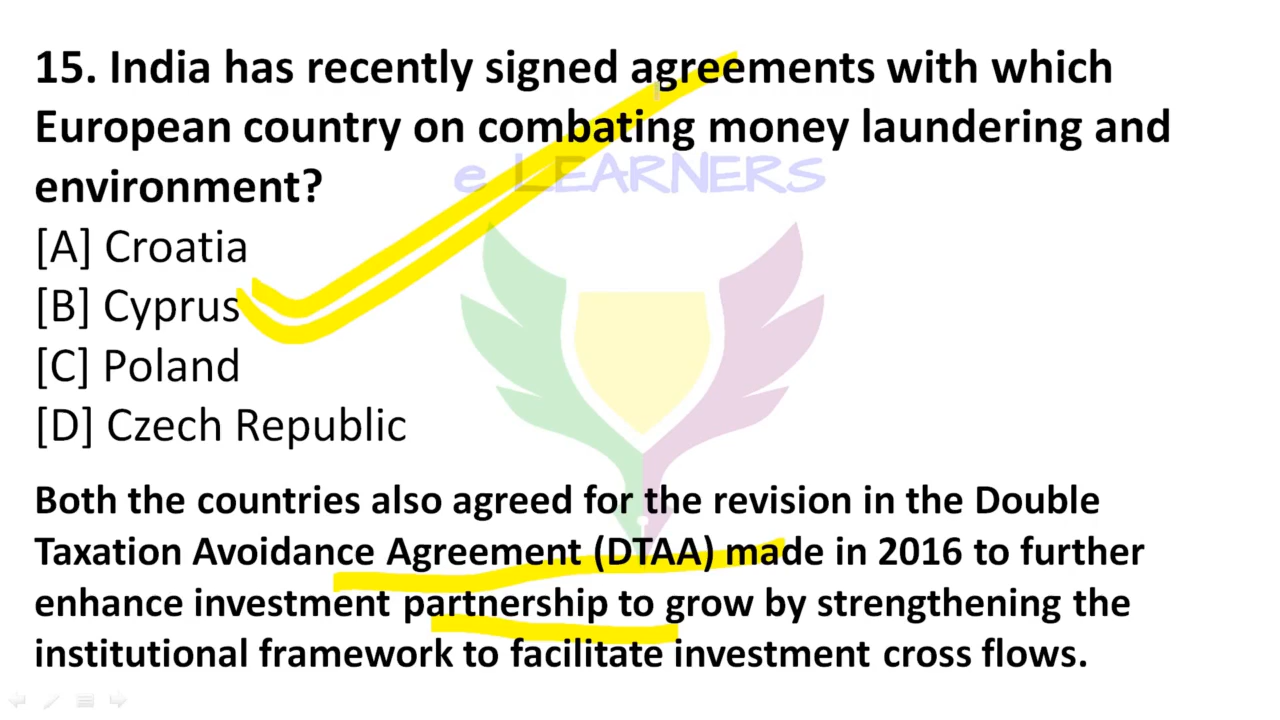 15. India has recently signed agreements with which
European country on combating money laundering and
environment?
e LEARNERS
[A] Croatia
[B] Cyprus
[C] Poland
[D] Czech Republic
Both the countries also agreed for the revision in the Double
Taxation Avoidance Agreement (DTAA) made in 2016 to further
enhance investment partnership to grow by strengthening the
institutional framework to facilitate investment cross flows.